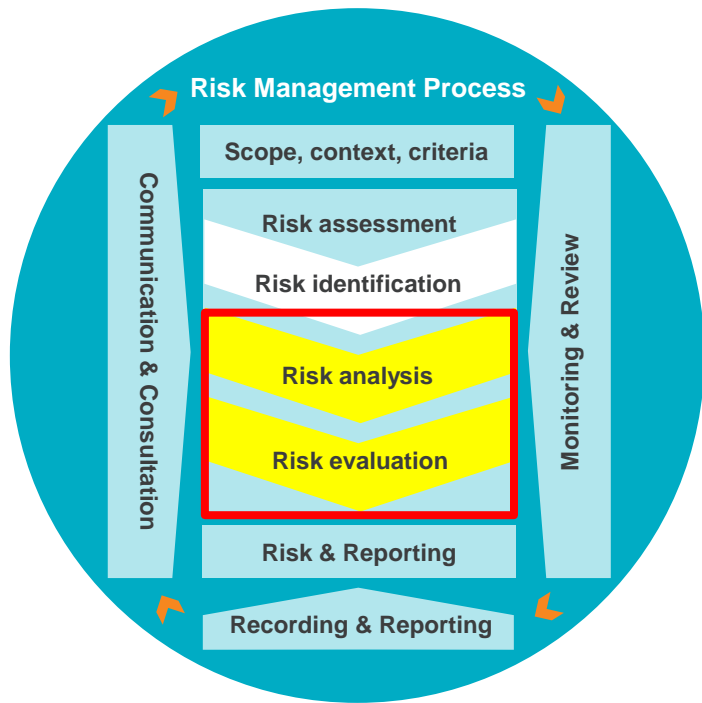 Risk Management Process
Scope, context, criteria
Communication & Consultation
Risk assessment
Risk identification
Risk analysis
Risk evaluation
Monitoring & Review
Risk & Reporting
Recording & Reporting